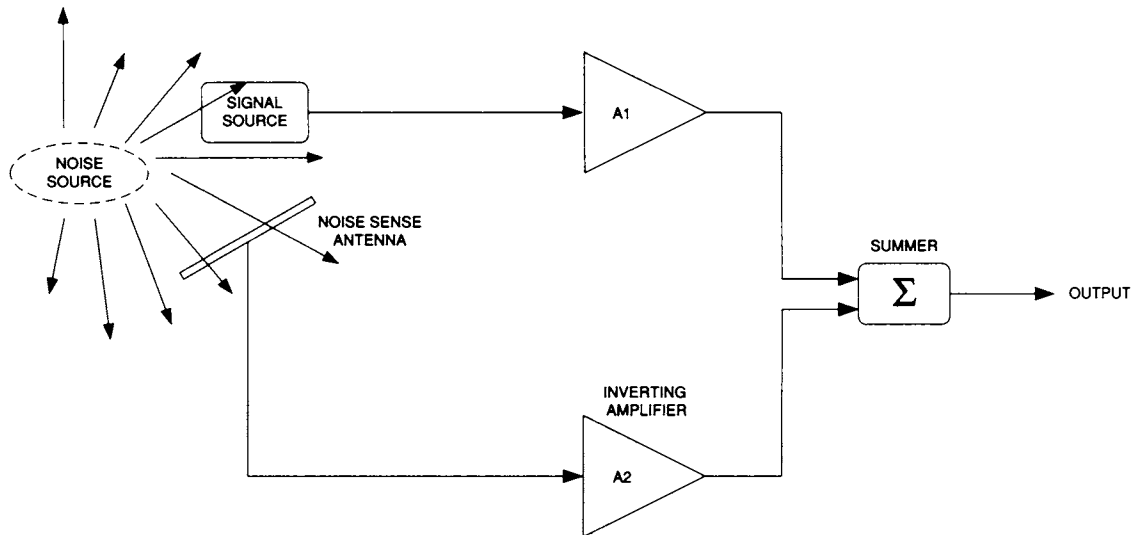 SIGNAL
SOURCE
A1
NOISE
SOURCE
NOISE SENSE
ANTENNA
SUMMER
Σ
OUTPUT
INVERTING
AMPLIFIER
A2